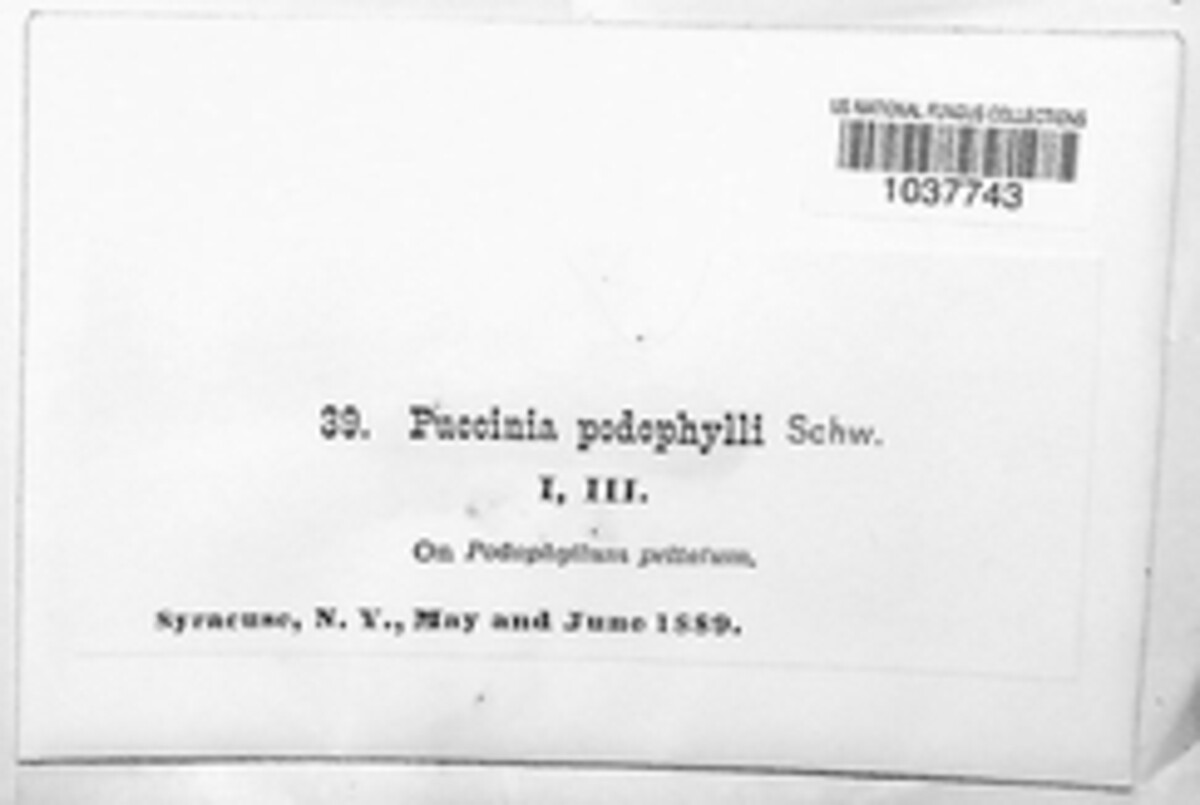 US NATIONAL FUNGUS COLLECTIONS
1037743
39. Puccinia podophylli Schw.
I, III.
On Podophyllum peltatum.
Syracuse, N. Y., May and June 1889.